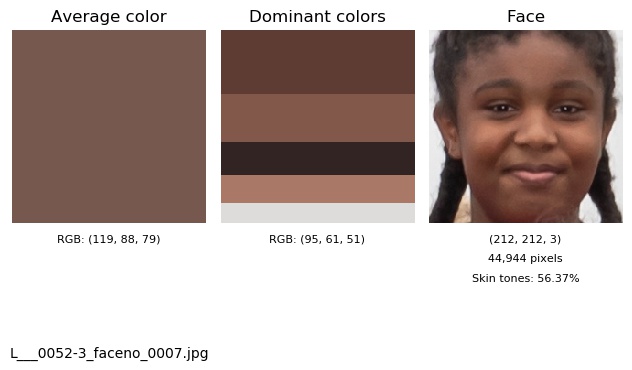 Average color
Dominant colors
Face
RGB: (119, 88, 79)
RGB: (95, 61, 51)
(212, 212, 3)
44,944 pixels
Skin tones: 56.37%
L___0052-3_faceno_0007.jpg